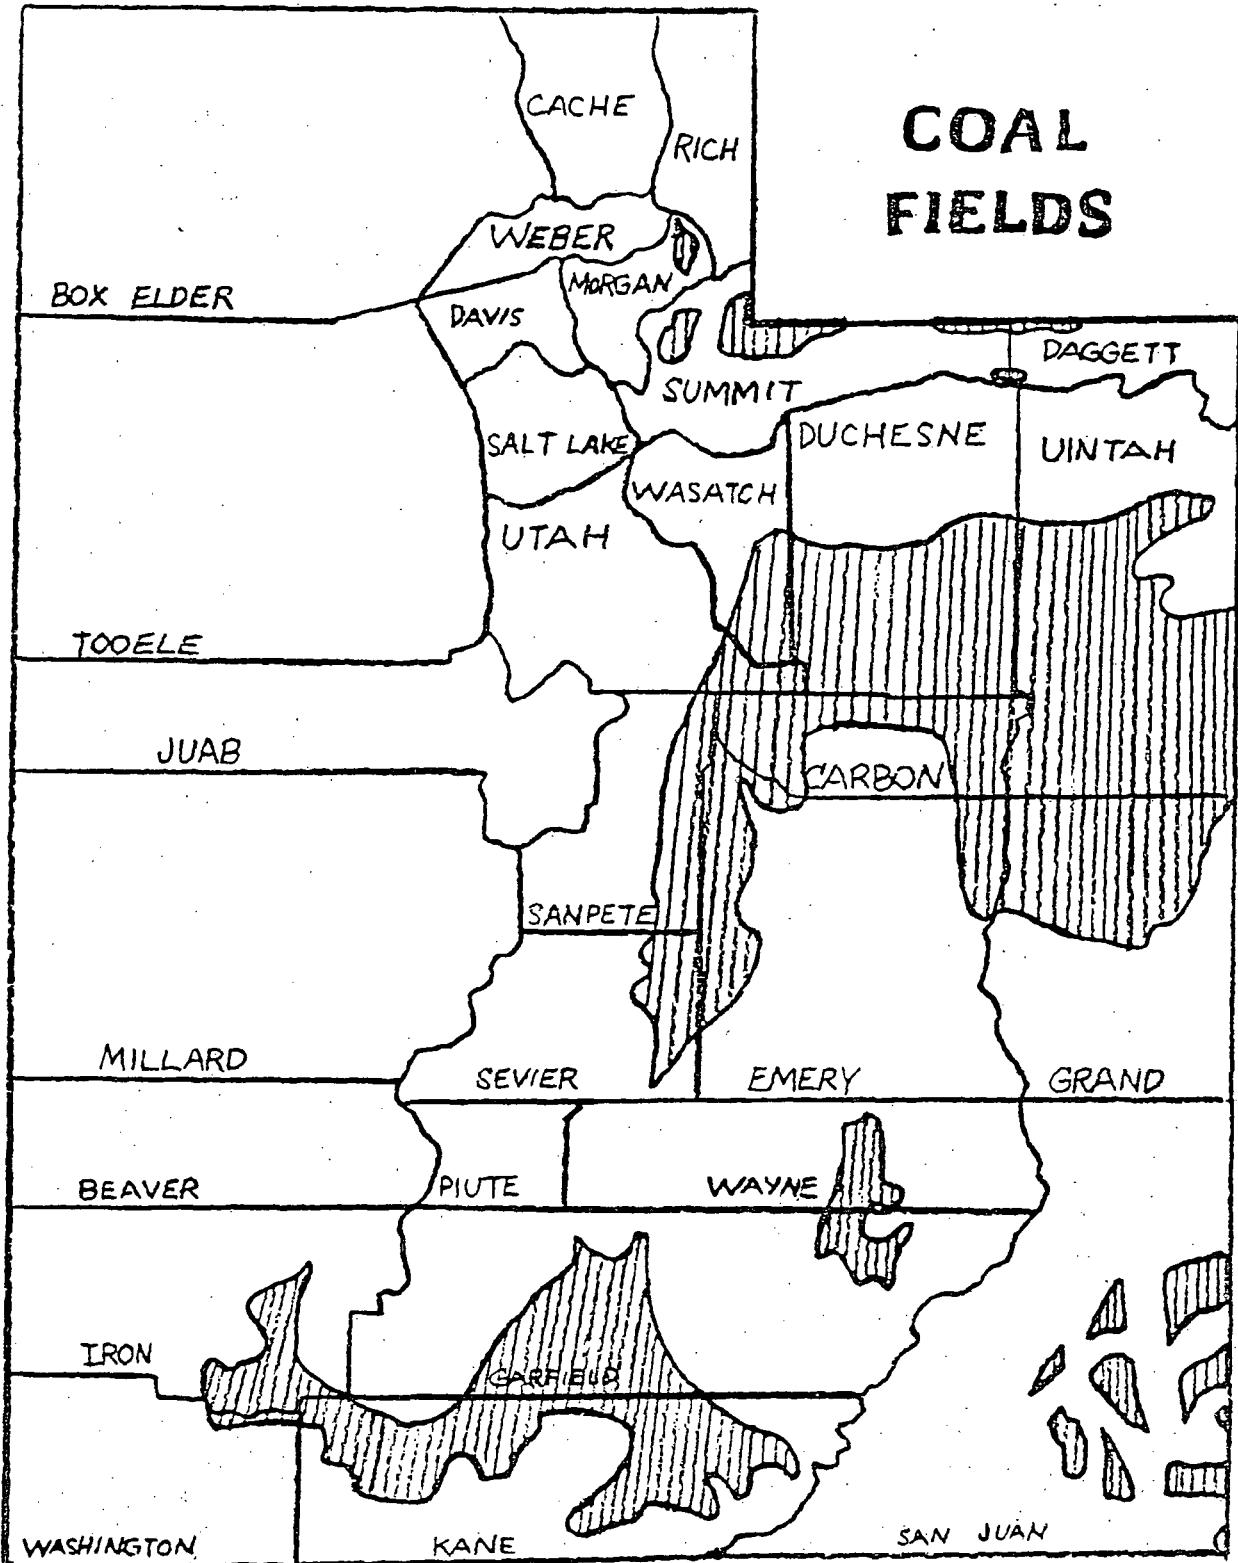 COAL
FIELDS
CACHE
RICH
WEBER
MORGAN
BOX ELDER
DAVIS
DAGGETT
SUMMIT
SALT LAKE
DUCHESNE
UINTAH
WASATCH
UTAH
TOOELE
JUAB
CARBON
SANPETE
MILLARD
SEVIER
EMERY
GRAND
BEAVER
PIUTE
WAYNE
IRON
GARFIELD
WASHINGTON
KANE
SAN JUAN